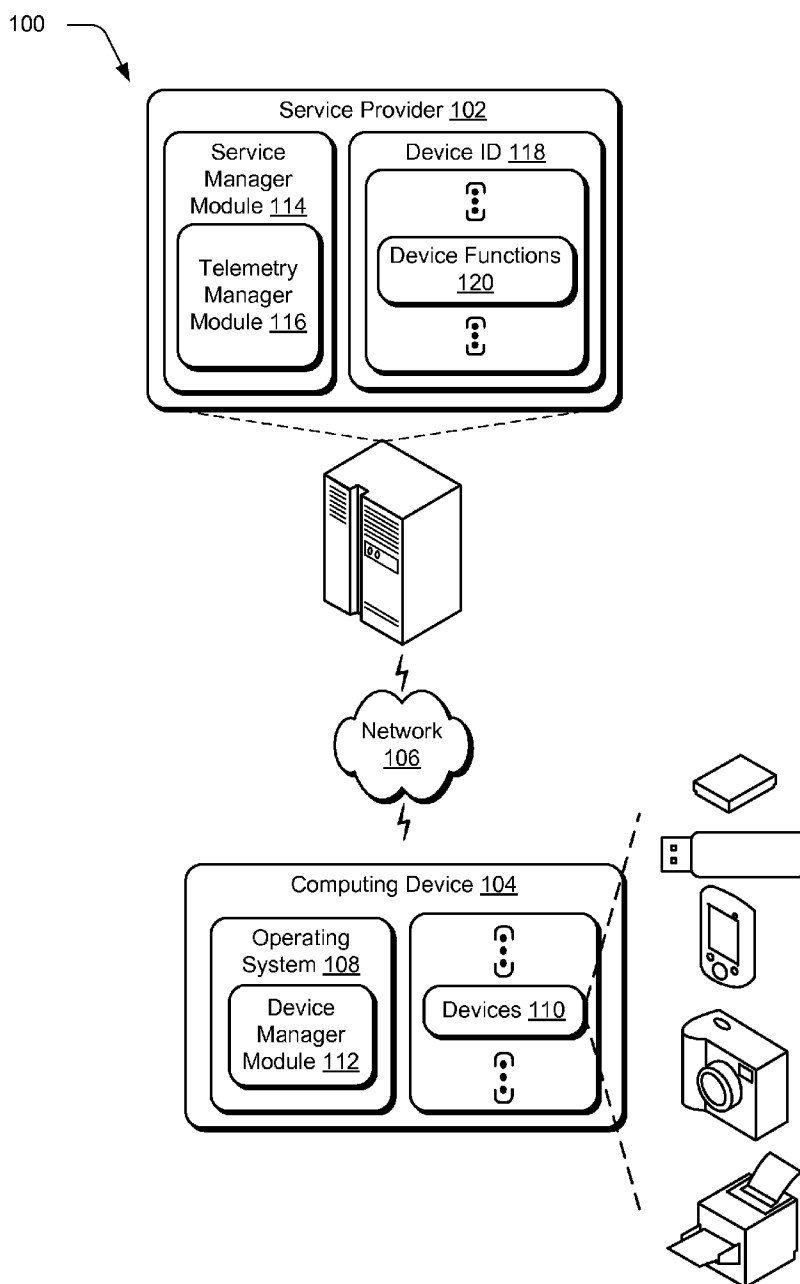 100
Service Provider 102
Service
Manager
Module 114
Telemetry
Manager
Module 116
Device ID 118
Device Functions
120
Network
106
Computing Device 104
Operating
System 108
Device
Manager
Module 112
Devices 110